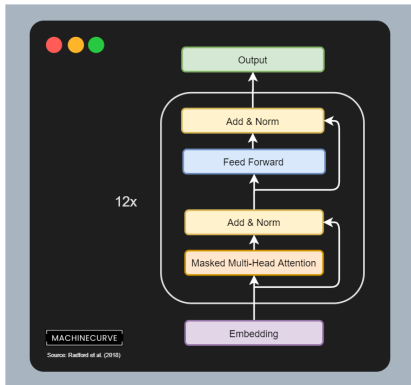 Output
Add & Norm
Feed Forward
12x
Add & Norm
Masked Multi-Head Attention
Embedding
MACHINECURVE
Source: Radford et al. (2018)